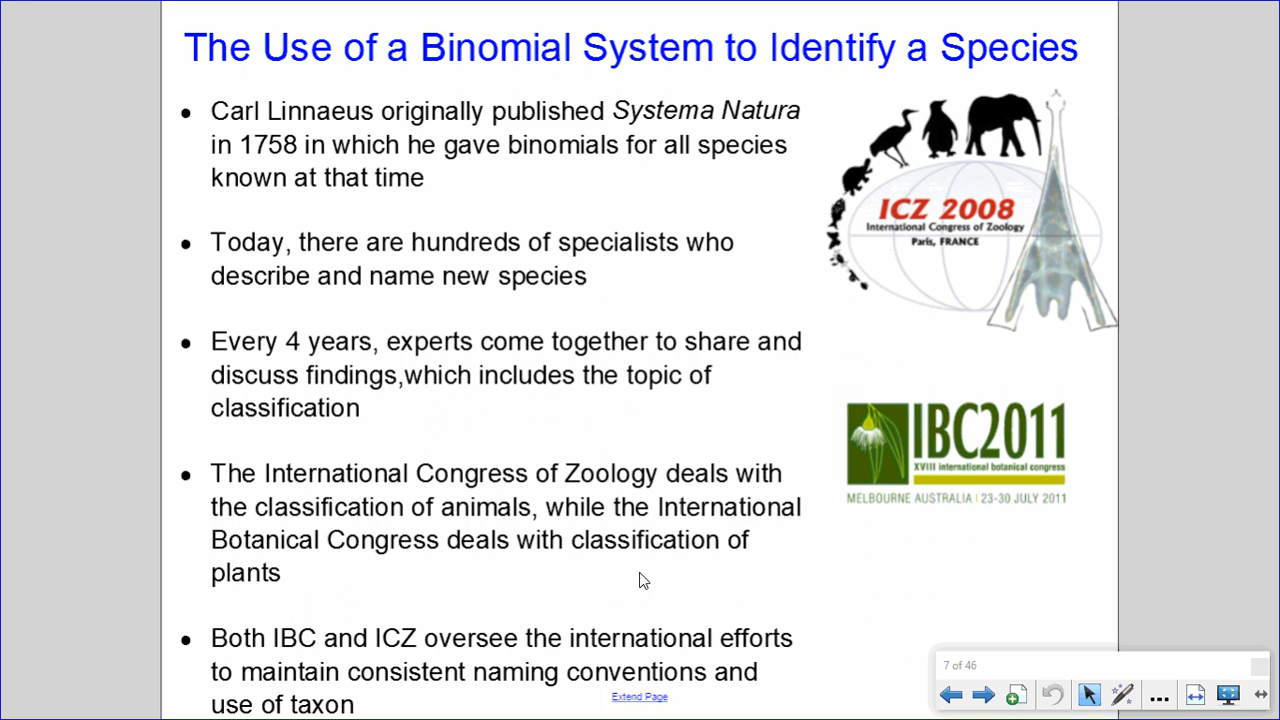 The Use of a Binomial System to Identify a Species
Carl Linnaeus originally published Systema Natura
in 1758 in which he gave binomials for all species
known at that time
Today, there are hundreds of specialists who
describe and name new species
Every 4 years, experts come together to share and
discuss findings,which includes the topic of
classification
The International Congress of Zoology deals with
the classification of animals, while the International
Botanical Congress deals with classification of
plants
Both IBC and ICZ oversee the international efforts
to maintain consistent naming conventions and
use of taxon
ICZ 2008
International Congress of Zoology
Paris, FRANCE
IBC2011
XVIII international botanical congress
MELBOURNE AUSTRALIA | 23-30 JULY 2011
Extend Page
7 of 46